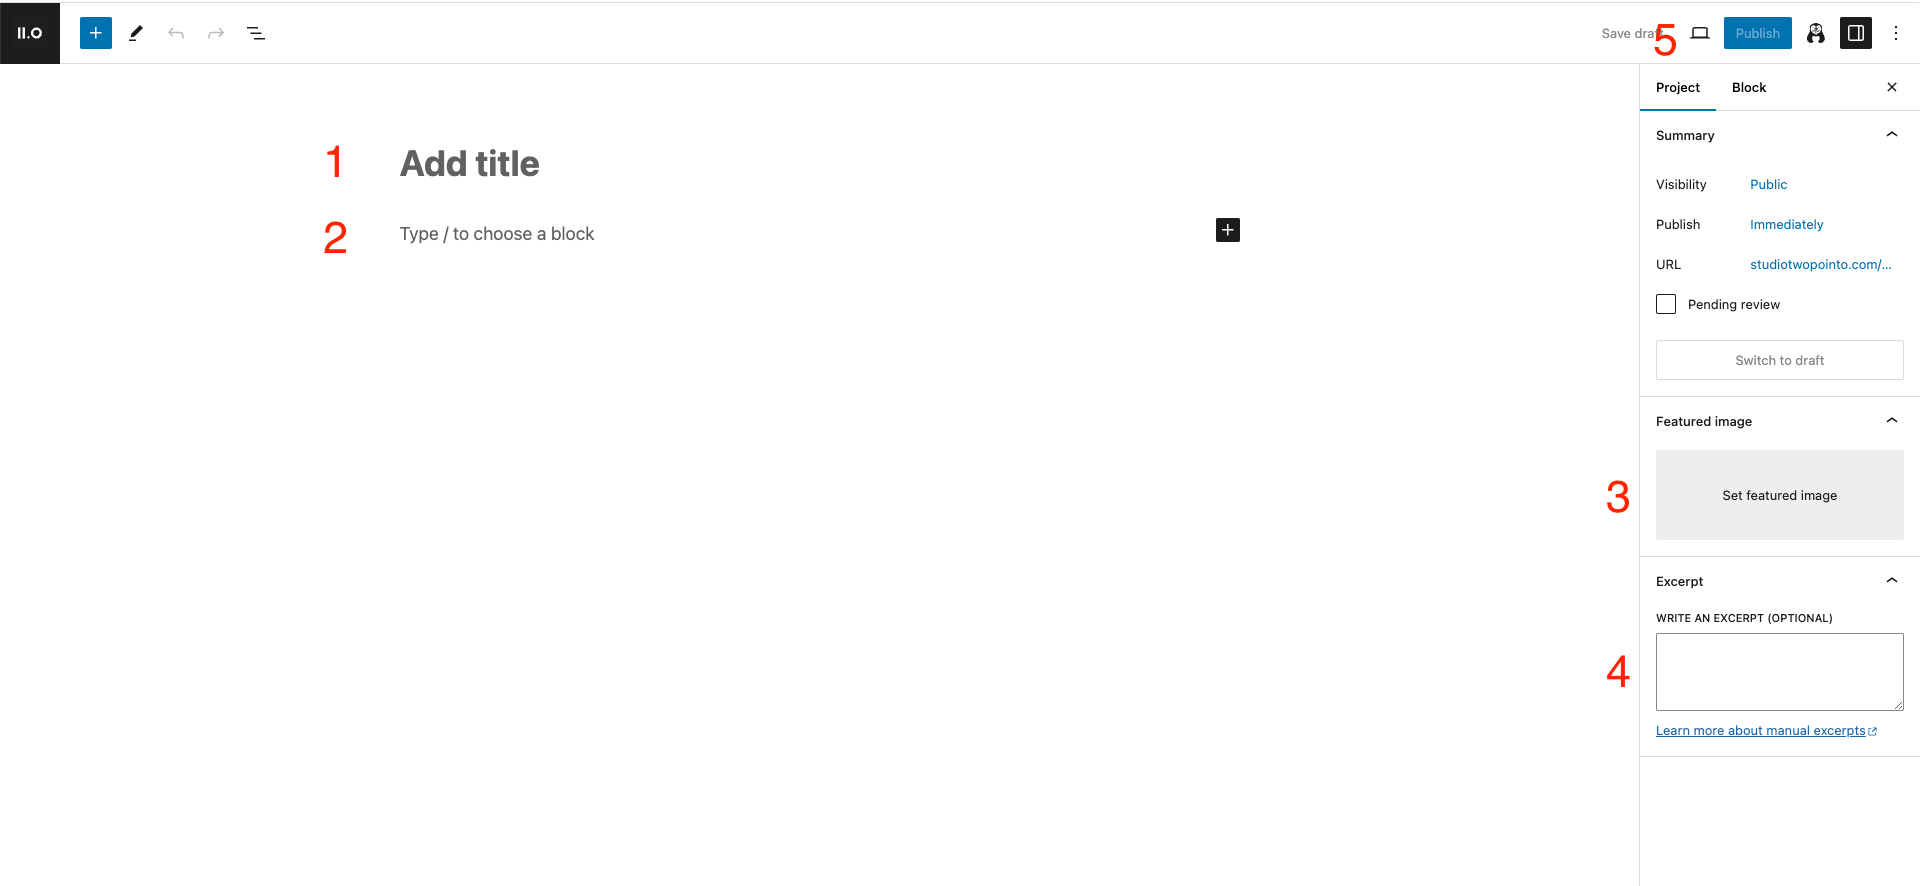 II.O
Save draft
5
Publish
Project
Block
Summary
1
Add title
Visibility
Public
2
Type / to choose a block
Publish
Immediately
URL
studiotwopointo.com/...
Pending review
Switch to draft
Featured image
3
Set featured image
Excerpt
WRITE AN EXCERPT (OPTIONAL)
4
Learn more about manual excerpts